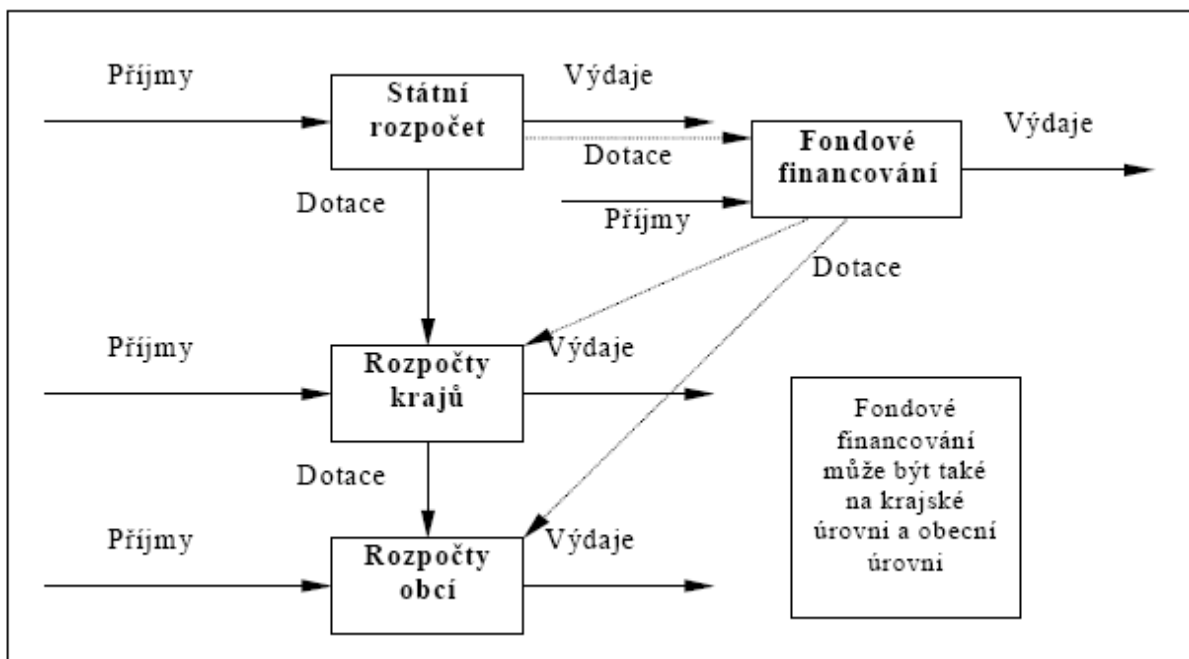 Příjmy
Státní
rozpočet
Výdaje
Dotace
Příjmy
Fondové
financování
Výdaje
Dotace
Dotace
Příjmy
Rozpočty
krajů
Výdaje
Dotace
Příjmy
Rozpočty
obcí
Výdaje
Fondové
financování
může být také
na krajské
úrovni a obecní
úrovni